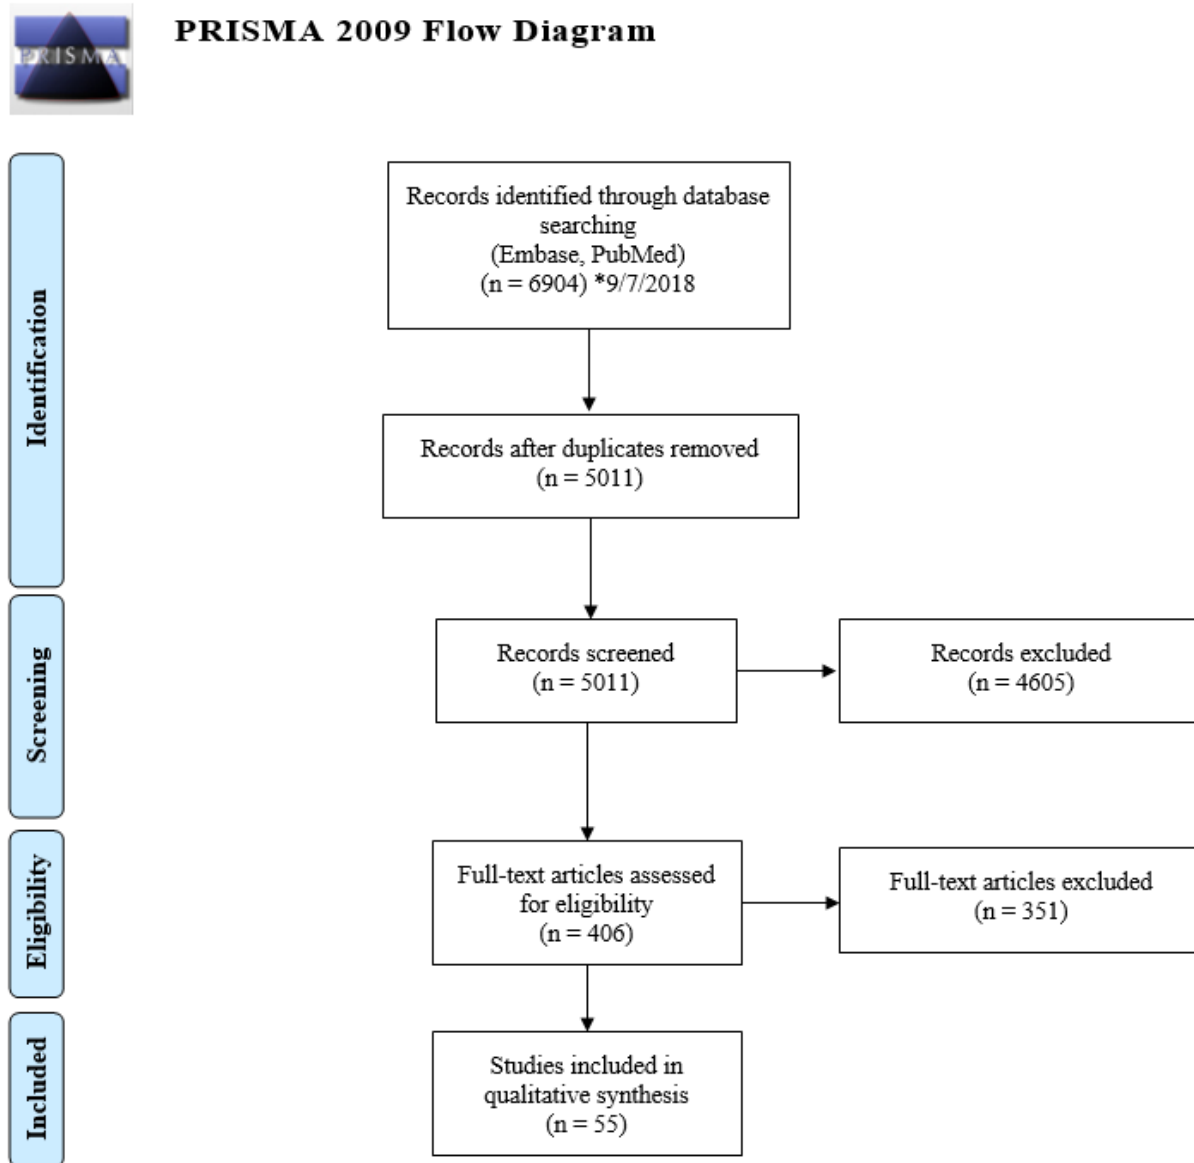 PRISMA
PRISMA 2009 Flow Diagram
Identification
Records identified through database
searching
(Embase, PubMed)
(n = 6904) *9/7/2018
Records after duplicates removed
(n = 5011)
Screening
Records screened
(n = 5011)
Records excluded
(n = 4605)
Eligibility
Full-text articles assessed
for eligibility
(n = 406)
Full-text articles excluded
(n = 351)
Included
Studies included in
qualitative synthesis
(n = 55)